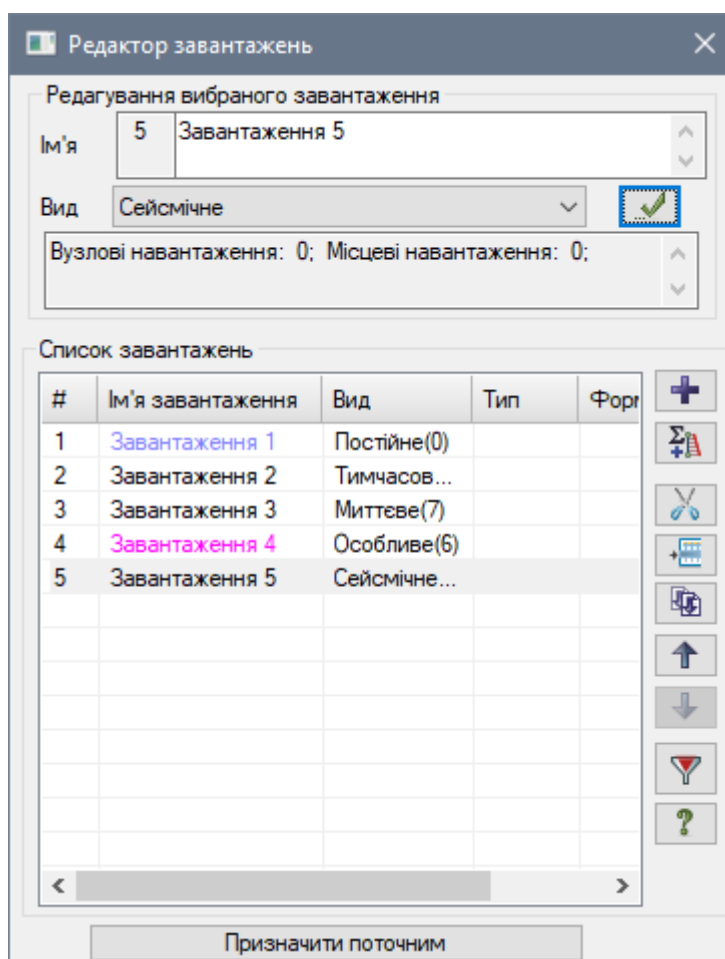 Редактор завантажень
Редагування вибраного завантаження
Ім'я 5 Завантаження 5
Вид Сейсмічне
Вузлові навантаження: 0; Місцеві навантаження: 0;
Список завантажень
# Ім'я завантаження Вид Тип Форм
1 Завантаження 1 Постійне(0)
2 Завантаження 2 Тимчасов...
3 Завантаження 3 Миттєве(7)
4 Завантаження 4 Особливе(6)
5 Завантаження 5 Сейсмічне...
Призначити поточним